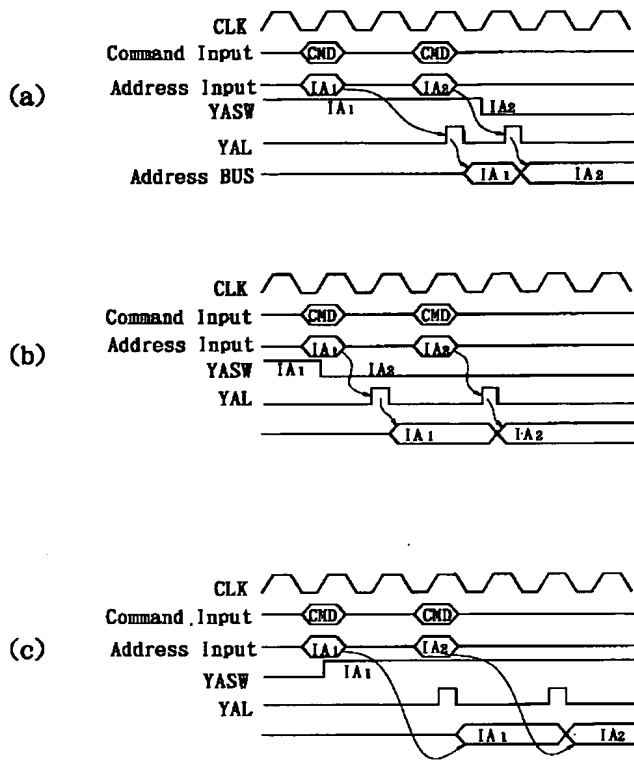 (a)
CLK
Command Input CMD CMD
Address Input IA1 IA2
YASW IA1 IA2
YAL
Address BUS IA1 IA2
(b)
CLK
Command Input CMD CMD
Address Input IA1 IA2
YASW IA1 IA2
YAL
IA1 I·A2
(c)
CLK
Command.Input CMD CMD
Address Input IA1 IA2
YASW IA1
YAL
IA1 IA2